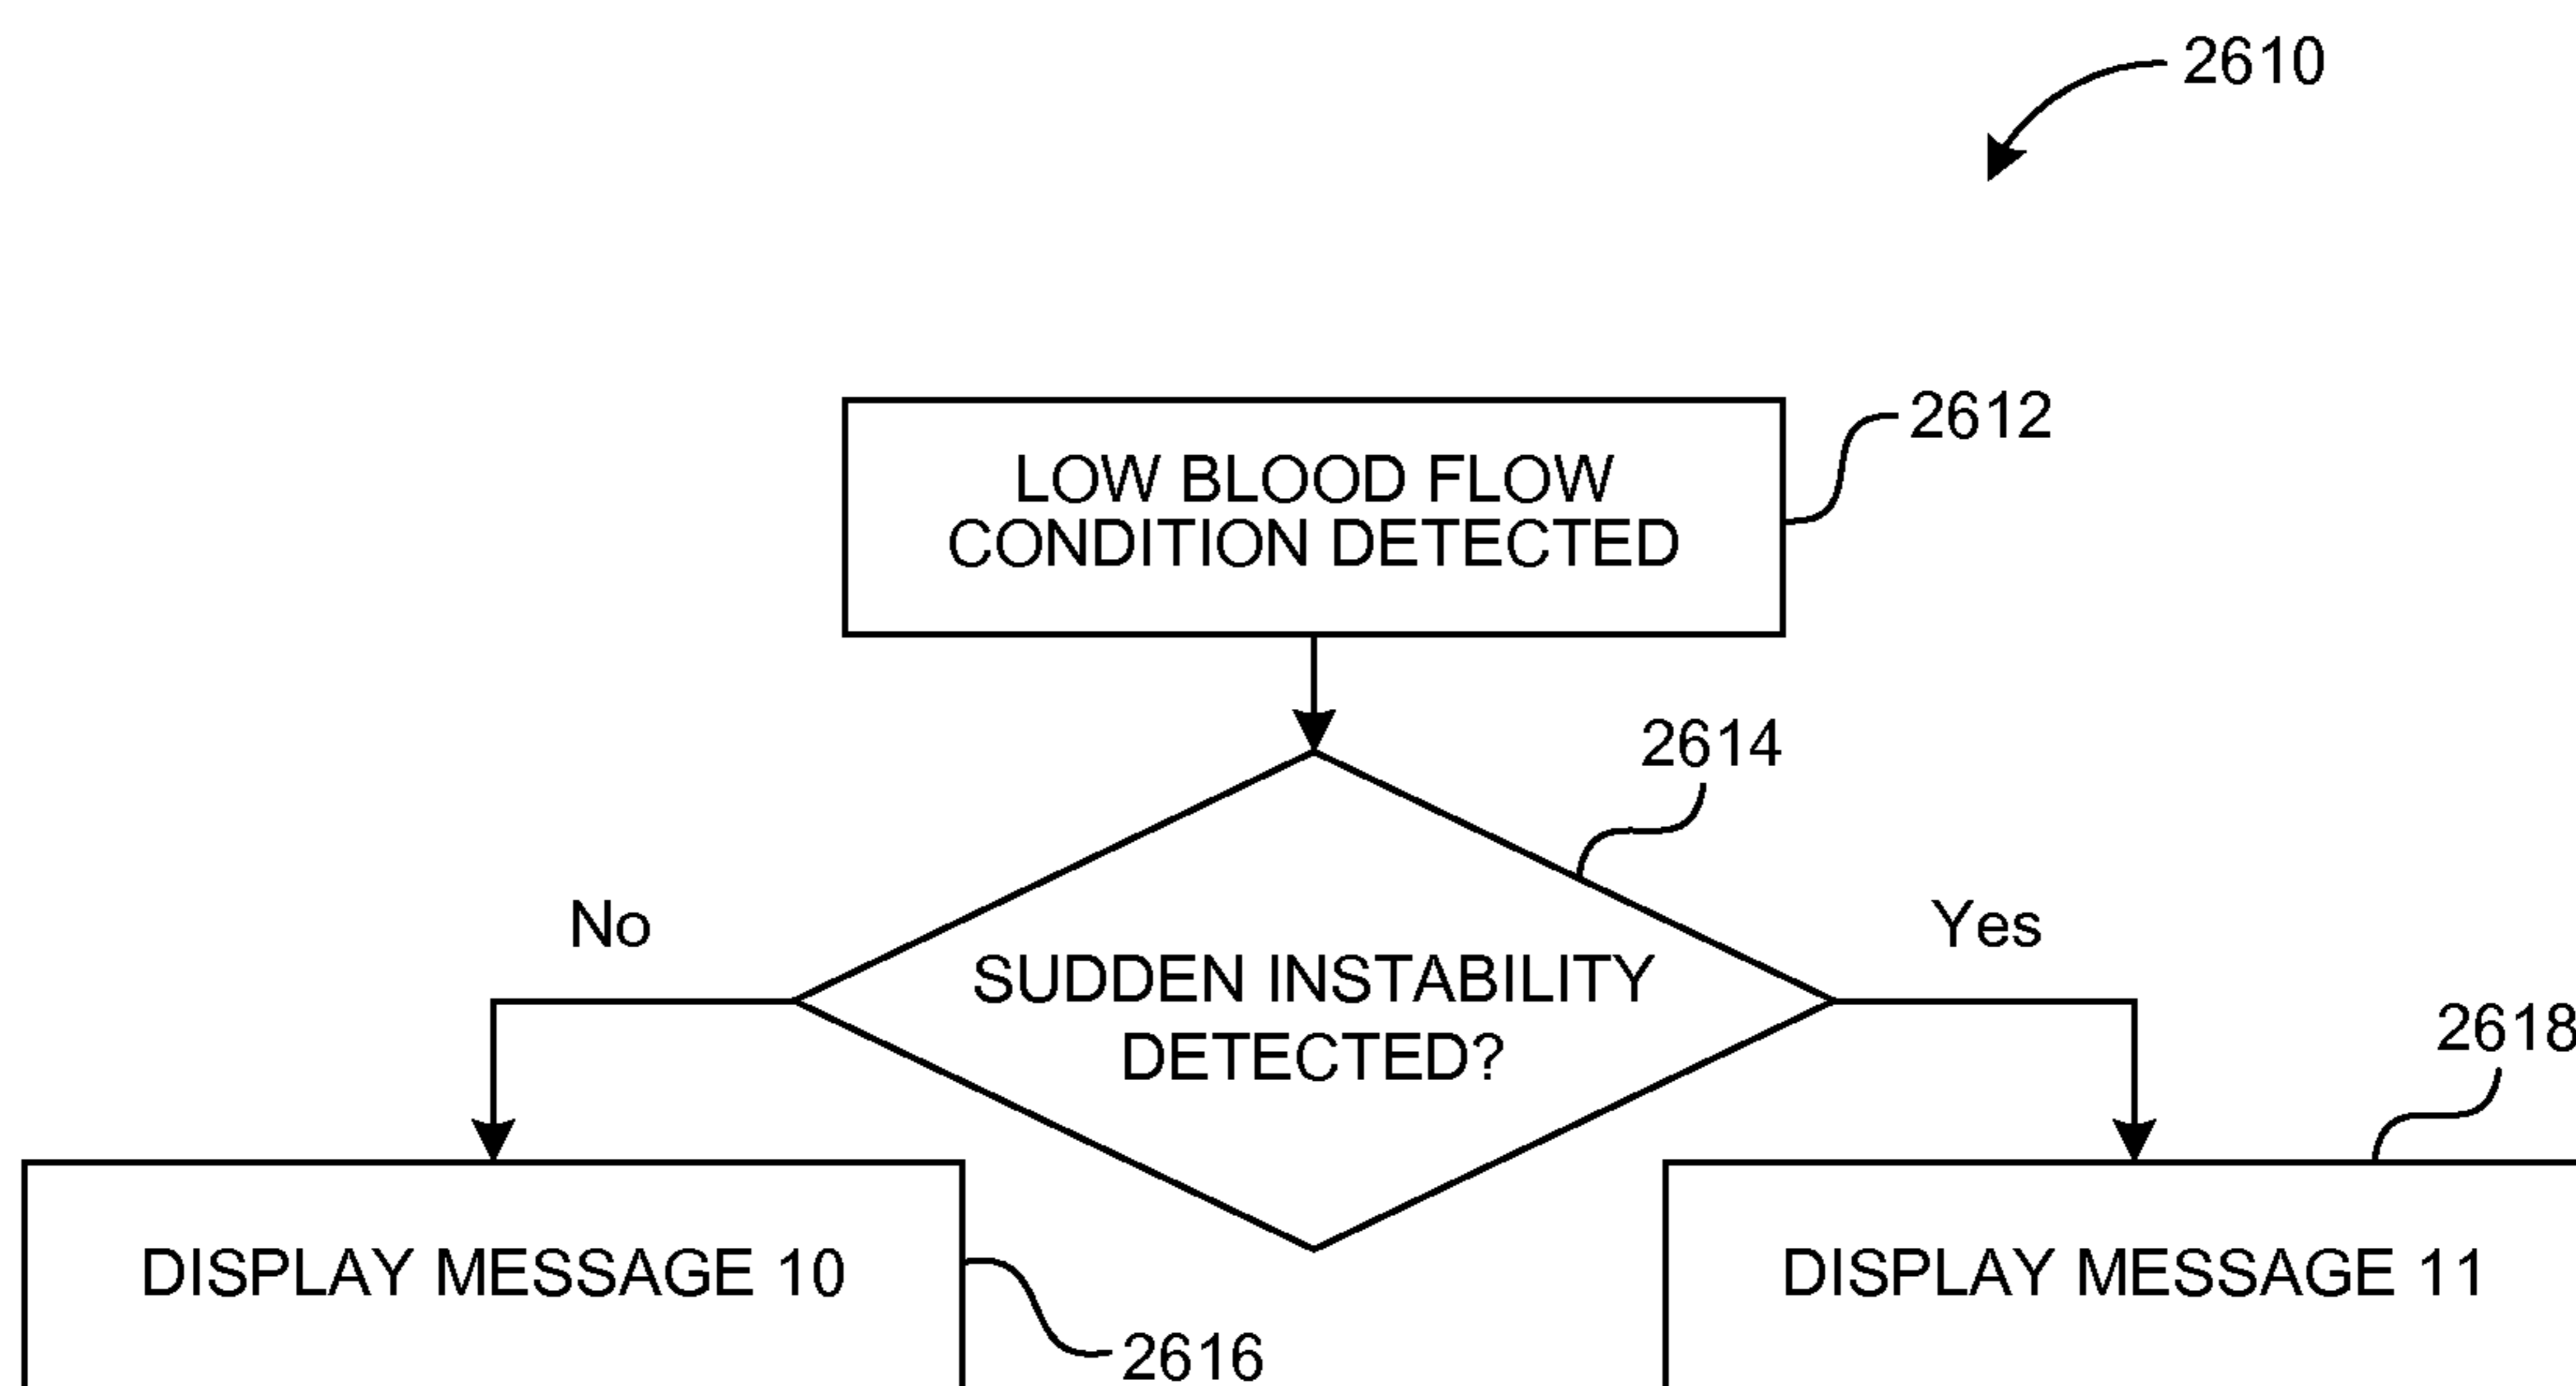 2610
LOW BLOOD FLOW
CONDITION DETECTED
2612
2614
No
Yes
SUDDEN INSTABILITY
DETECTED?
2618
DISPLAY MESSAGE 10
DISPLAY MESSAGE 11
2616